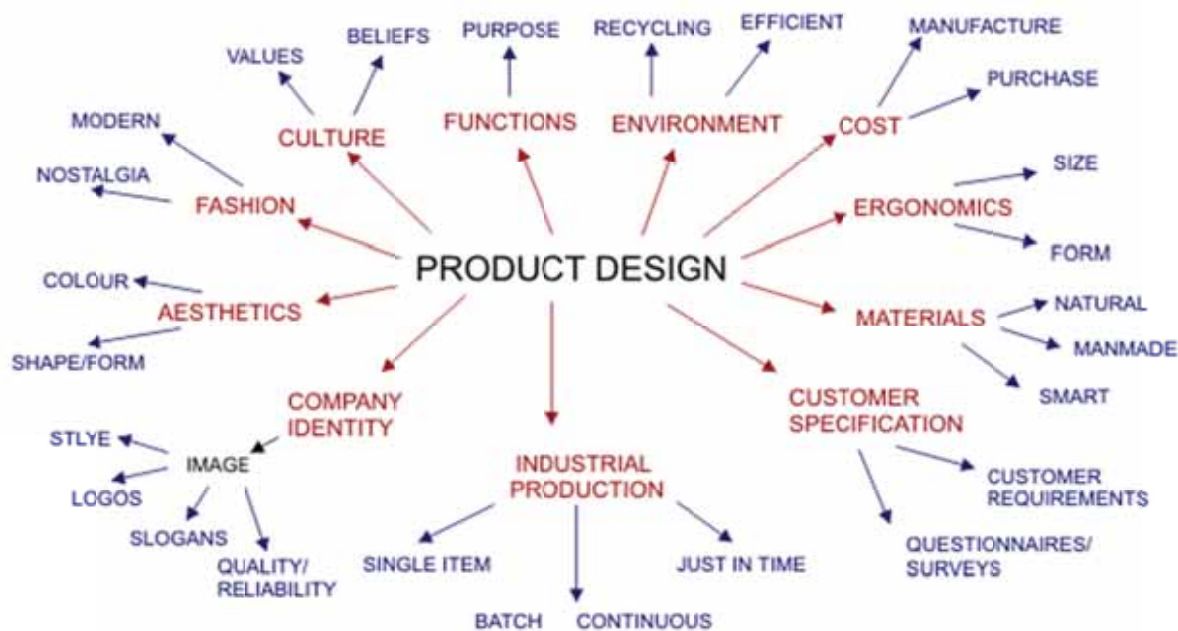 BELIEFS
PURPOSE
RECYCLING
EFFICIENT
MANUFACTURE
VALUES
PURCHASE
MODERN
CULTURE
FUNCTIONS
ENVIRONMENT
COST
NOSTALGIA
FASHION
SIZE
ERGONOMICS
FORM
PRODUCT DESIGN
COLOUR
AESTHETICS
NATURAL
MATERIALS
MANMADE
SHAPE/FORM
SMART
COMPANY
IDENTITY
CUSTOMER
SPECIFICATION
STLYE
IMAGE
LOGOS
SLOGANS
QUALITY/
RELIABILITY
INDUSTRIAL
PRODUCTION
SINGLE ITEM
BATCH
CONTINUOUS
JUST IN TIME
CUSTOMER
REQUIREMENTS
QUESTIONNAIRES/
SURVEYS